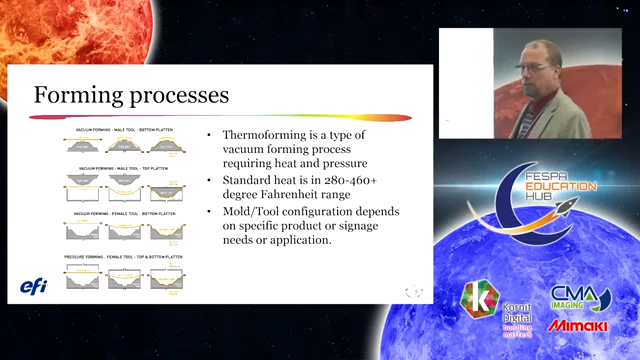 Forming processes
VACUUM FORMING - MALE TOOL - BOTTOM PLATTEN
VACUUM FORMING - MALE TOOL - TOP PLATTEN
VACUUM FORMING - FEMALE TOOL - BOTTOM PLATTEN
PRESSURE FORMING - FEMALE TOOL - TOP & BOTTOM PLATTEN
• Thermoforming is a type of
vacuum forming process
requiring heat and pressure
• Standard heat is in 280-460+
degree Fahrenheit range
• Mold/Tool configuration depends
on specific product or signage
needs or application.
efi
FESPA
EDUCATION
HUB
K
Kornit
Digital
building
matters
CMA
IMAGING
Mimaki